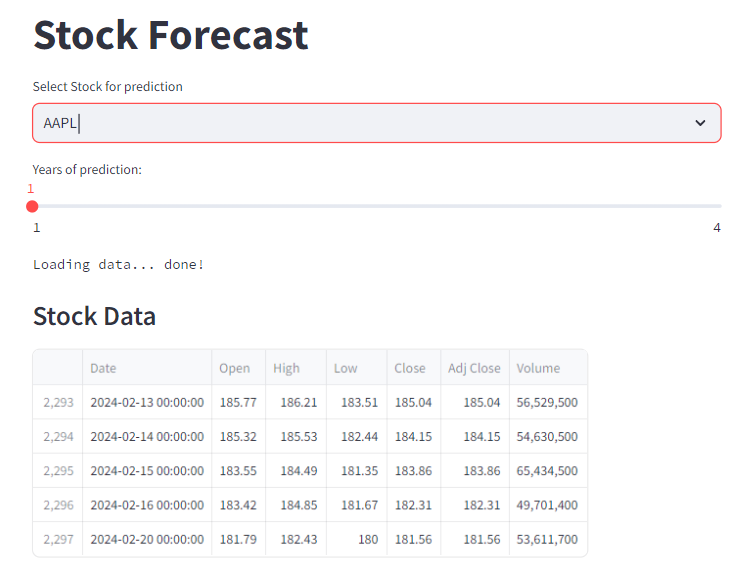 Stock Forecast
Select Stock for prediction
AAPL
Years of prediction:
1
1 4
Loading data... done!
Stock Data
Date Open High Low Close Adj Close Volume
2,293 2024-02-13 00:00:00 185.77 186.21 183.51 185.04 185.04 56,529,500
2,294 2024-02-14 00:00:00 185.32 185.53 182.44 184.15 184.15 54,630,500
2,295 2024-02-15 00:00:00 183.55 184.49 181.35 183.86 183.86 65,434,500
2,296 2024-02-16 00:00:00 183.42 184.85 181.67 182.31 182.31 49,701,400
2,297 2024-02-20 00:00:00 181.79 182.43 180 181.56 181.56 53,611,700